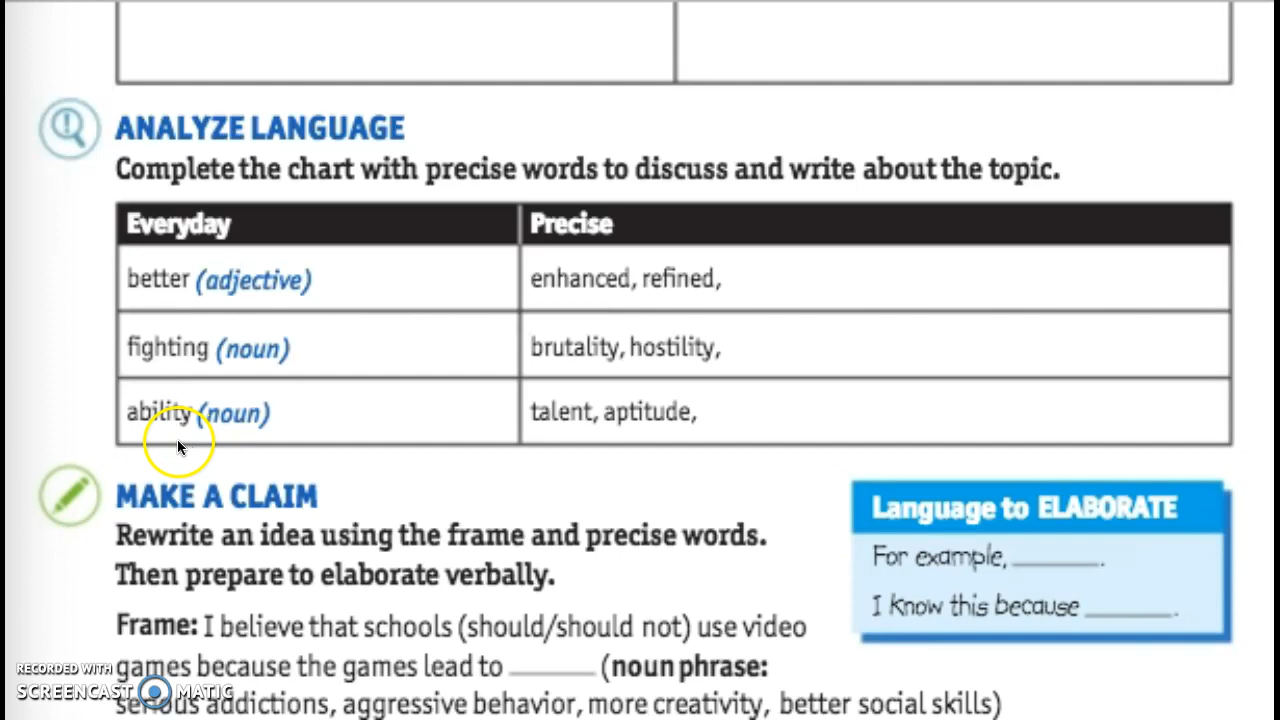 ANALYZE LANGUAGE
Complete the chart with precise words to discuss and write about the topic.
Everyday Precise
better (adjective) enhanced, refined,
fighting (noun) brutality, hostility,
ability (noun) talent, aptitude,
MAKE A CLAIM
Rewrite an idea using the frame and precise words.
Then prepare to elaborate verbally.
Language to ELABORATE
For example, ________.
I know this because ________.
Frame: I believe that schools (should/should not) use video
games because the games lead to ________ (noun phrase:
serious addictions, aggressive behavior, more creativity, better social skills)
RECORDED WITH
SCREENCAST MATIC